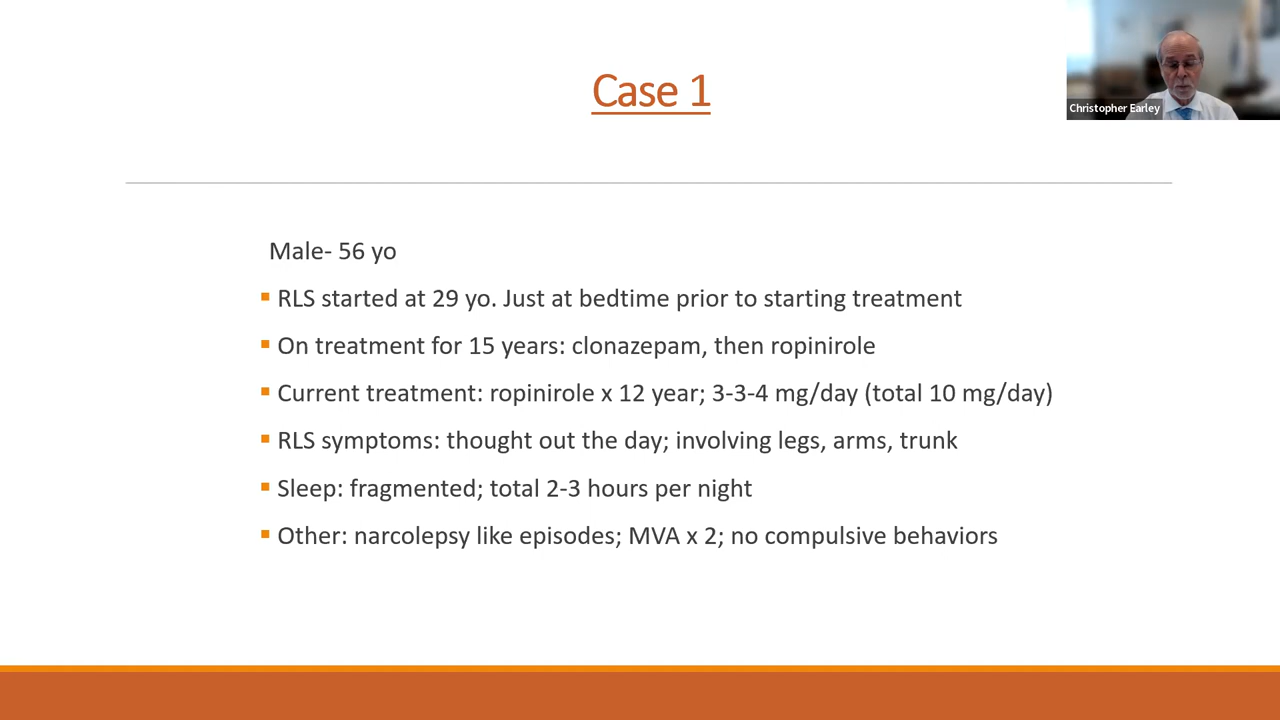 Case 1
Christopher Earley
Male- 56 yo
RLS started at 29 yo. Just at bedtime prior to starting treatment
On treatment for 15 years: clonazepam, then ropinirole
Current treatment: ropinirole x 12 year; 3-3-4 mg/day (total 10 mg/day)
RLS symptoms: thought out the day; involving legs, arms, trunk
Sleep: fragmented; total 2-3 hours per night
Other: narcolepsy like episodes; MVA x 2; no compulsive behaviors